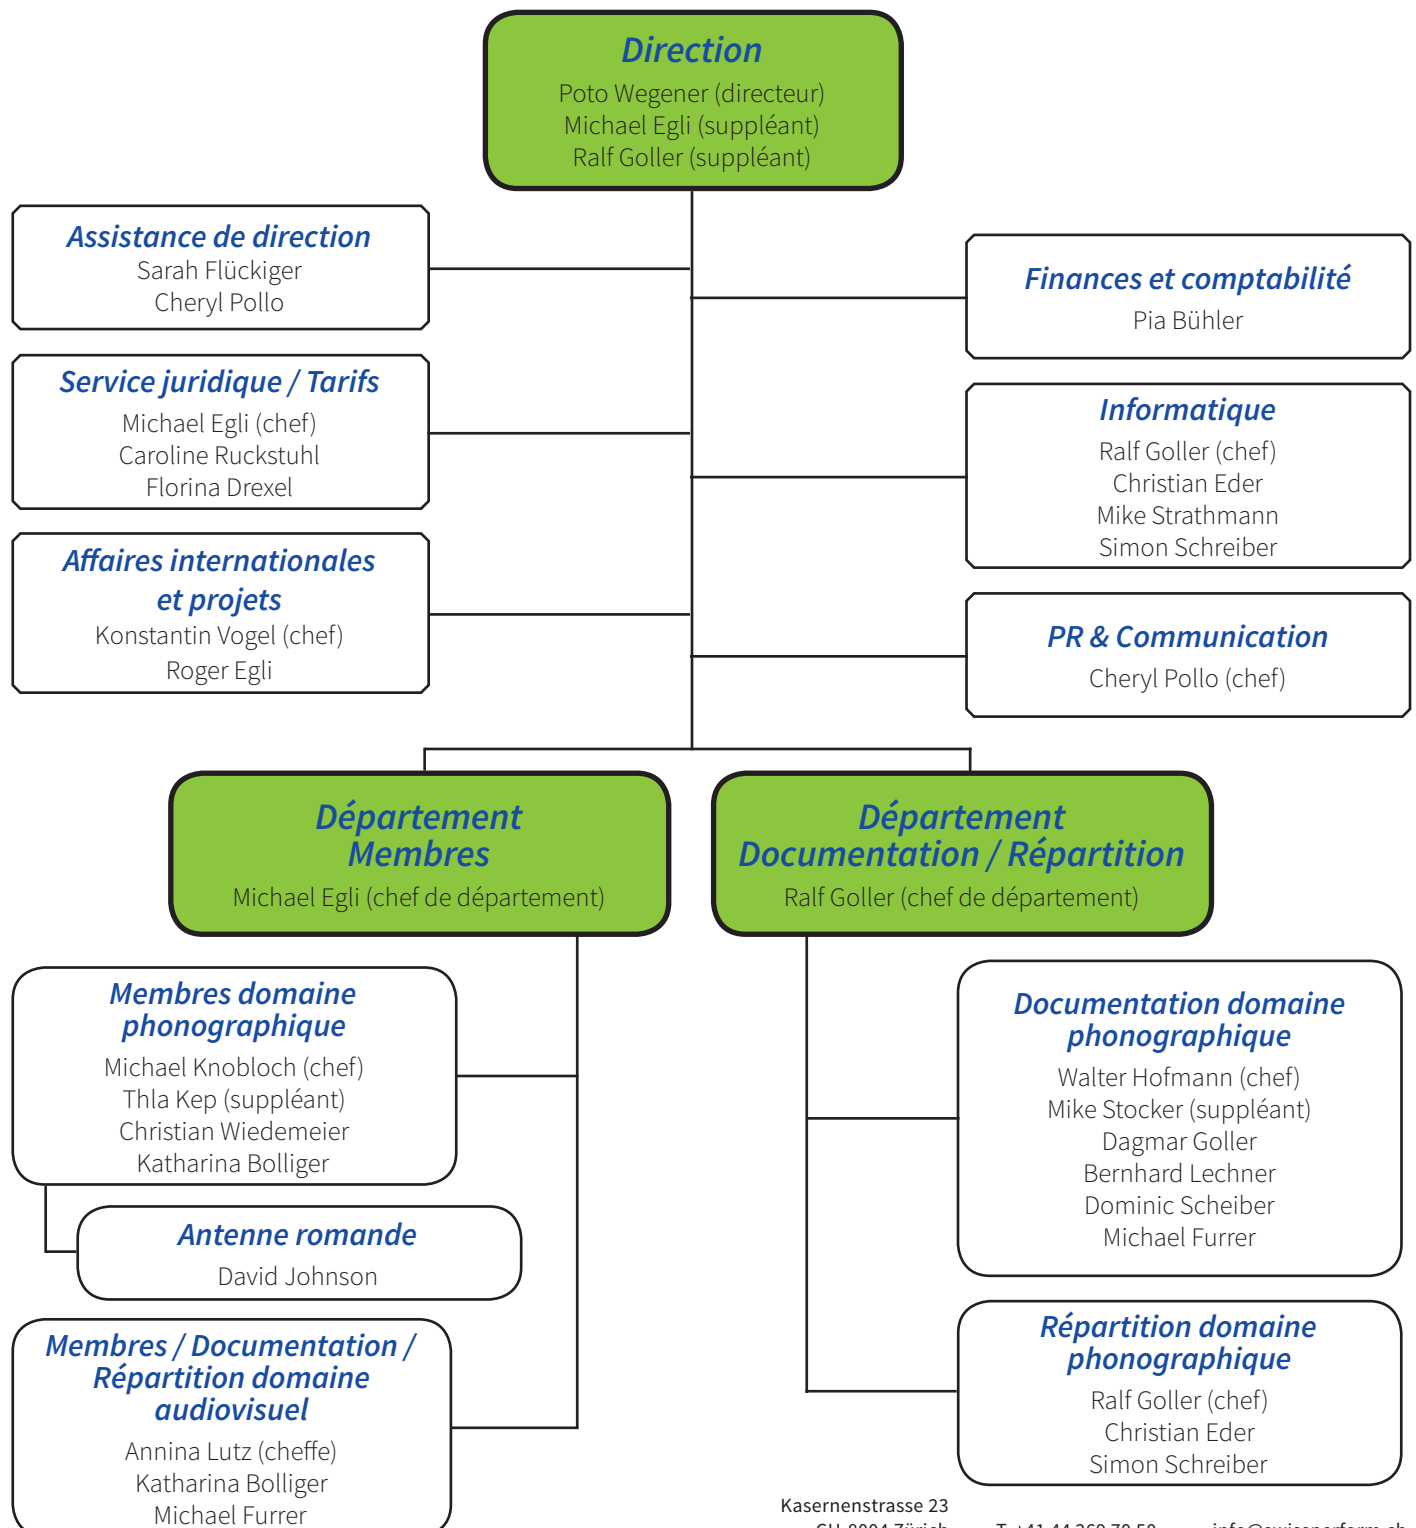 Direction
Poto Wegener (directeur)
Michael Egli (suppléant)
Ralf Goller (suppléant)
Assistance de direction
Sarah Flückiger
Cheryl Pollo
Finances et comptabilité
Pia Bühler
Service juridique / Tarifs
Michael Egli (chef)
Caroline Ruckstuhl
Florina Drexel
Informatique
Ralf Goller (chef)
Christian Eder
Mike Strathmann
Simon Schreiber
Affaires internationales
et projets
Konstantin Vogel (chef)
Roger Egli
PR & Communication
Cheryl Pollo (chef)
Département
Membres
Michael Egli (chef de département)
Département
Documentation / Répartition
Ralf Goller (chef de département)
Membres domaine
phonographique
Michael Knobloch (chef)
Thla Kep (suppléant)
Christian Wiedemeier
Katharina Bolliger
Antenne romande
David Johnson
Membres / Documentation /
Répartition domaine
audiovisuel
Annina Lutz (cheffe)
Katharina Bolliger
Michael Furrer
Documentation domaine
phonographique
Walter Hofmann (chef)
Mike Stocker (suppléant)
Dagmar Goller
Bernhard Lechner
Dominic Scheiber
Michael Furrer
Répartition domaine
phonographique
Ralf Goller (chef)
Christian Eder
Simon Schreiber
Kasernenstrasse 23